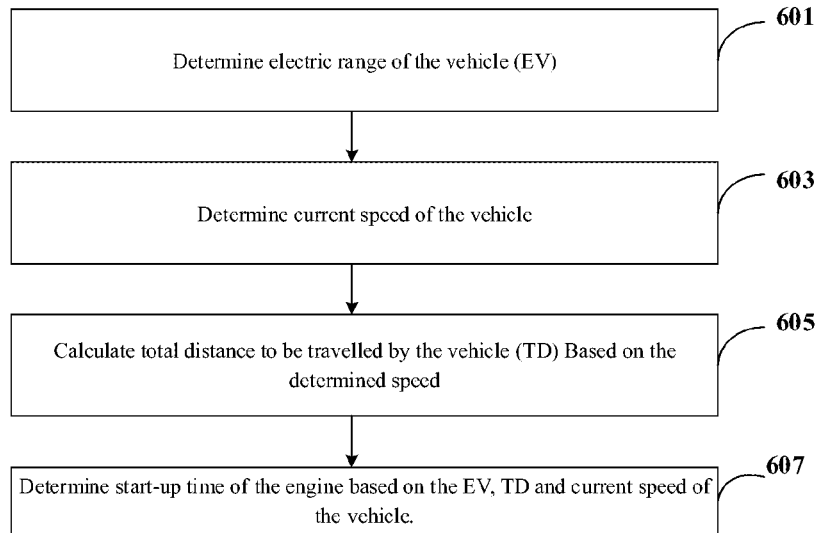 601
Determine electric range of the vehicle (EV)
603
Determine current speed of the vehicle
605
Calculate total distance to be travelled by the vehicle (TD) Based on the
determined speed
607
Determine start-up time of the engine based on the EV, TD and current speed of
the vehicle.